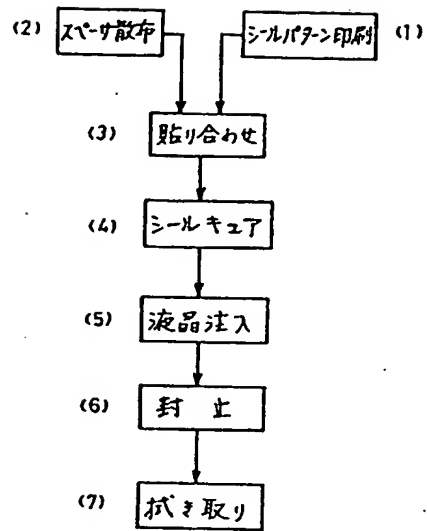 (2) スペーサ散布 シールパターン印刷 (1)
(3) 貼り合わせ
(4) シールキュア
(5) 液晶注入
(6) 封止
(7) 拭き取り